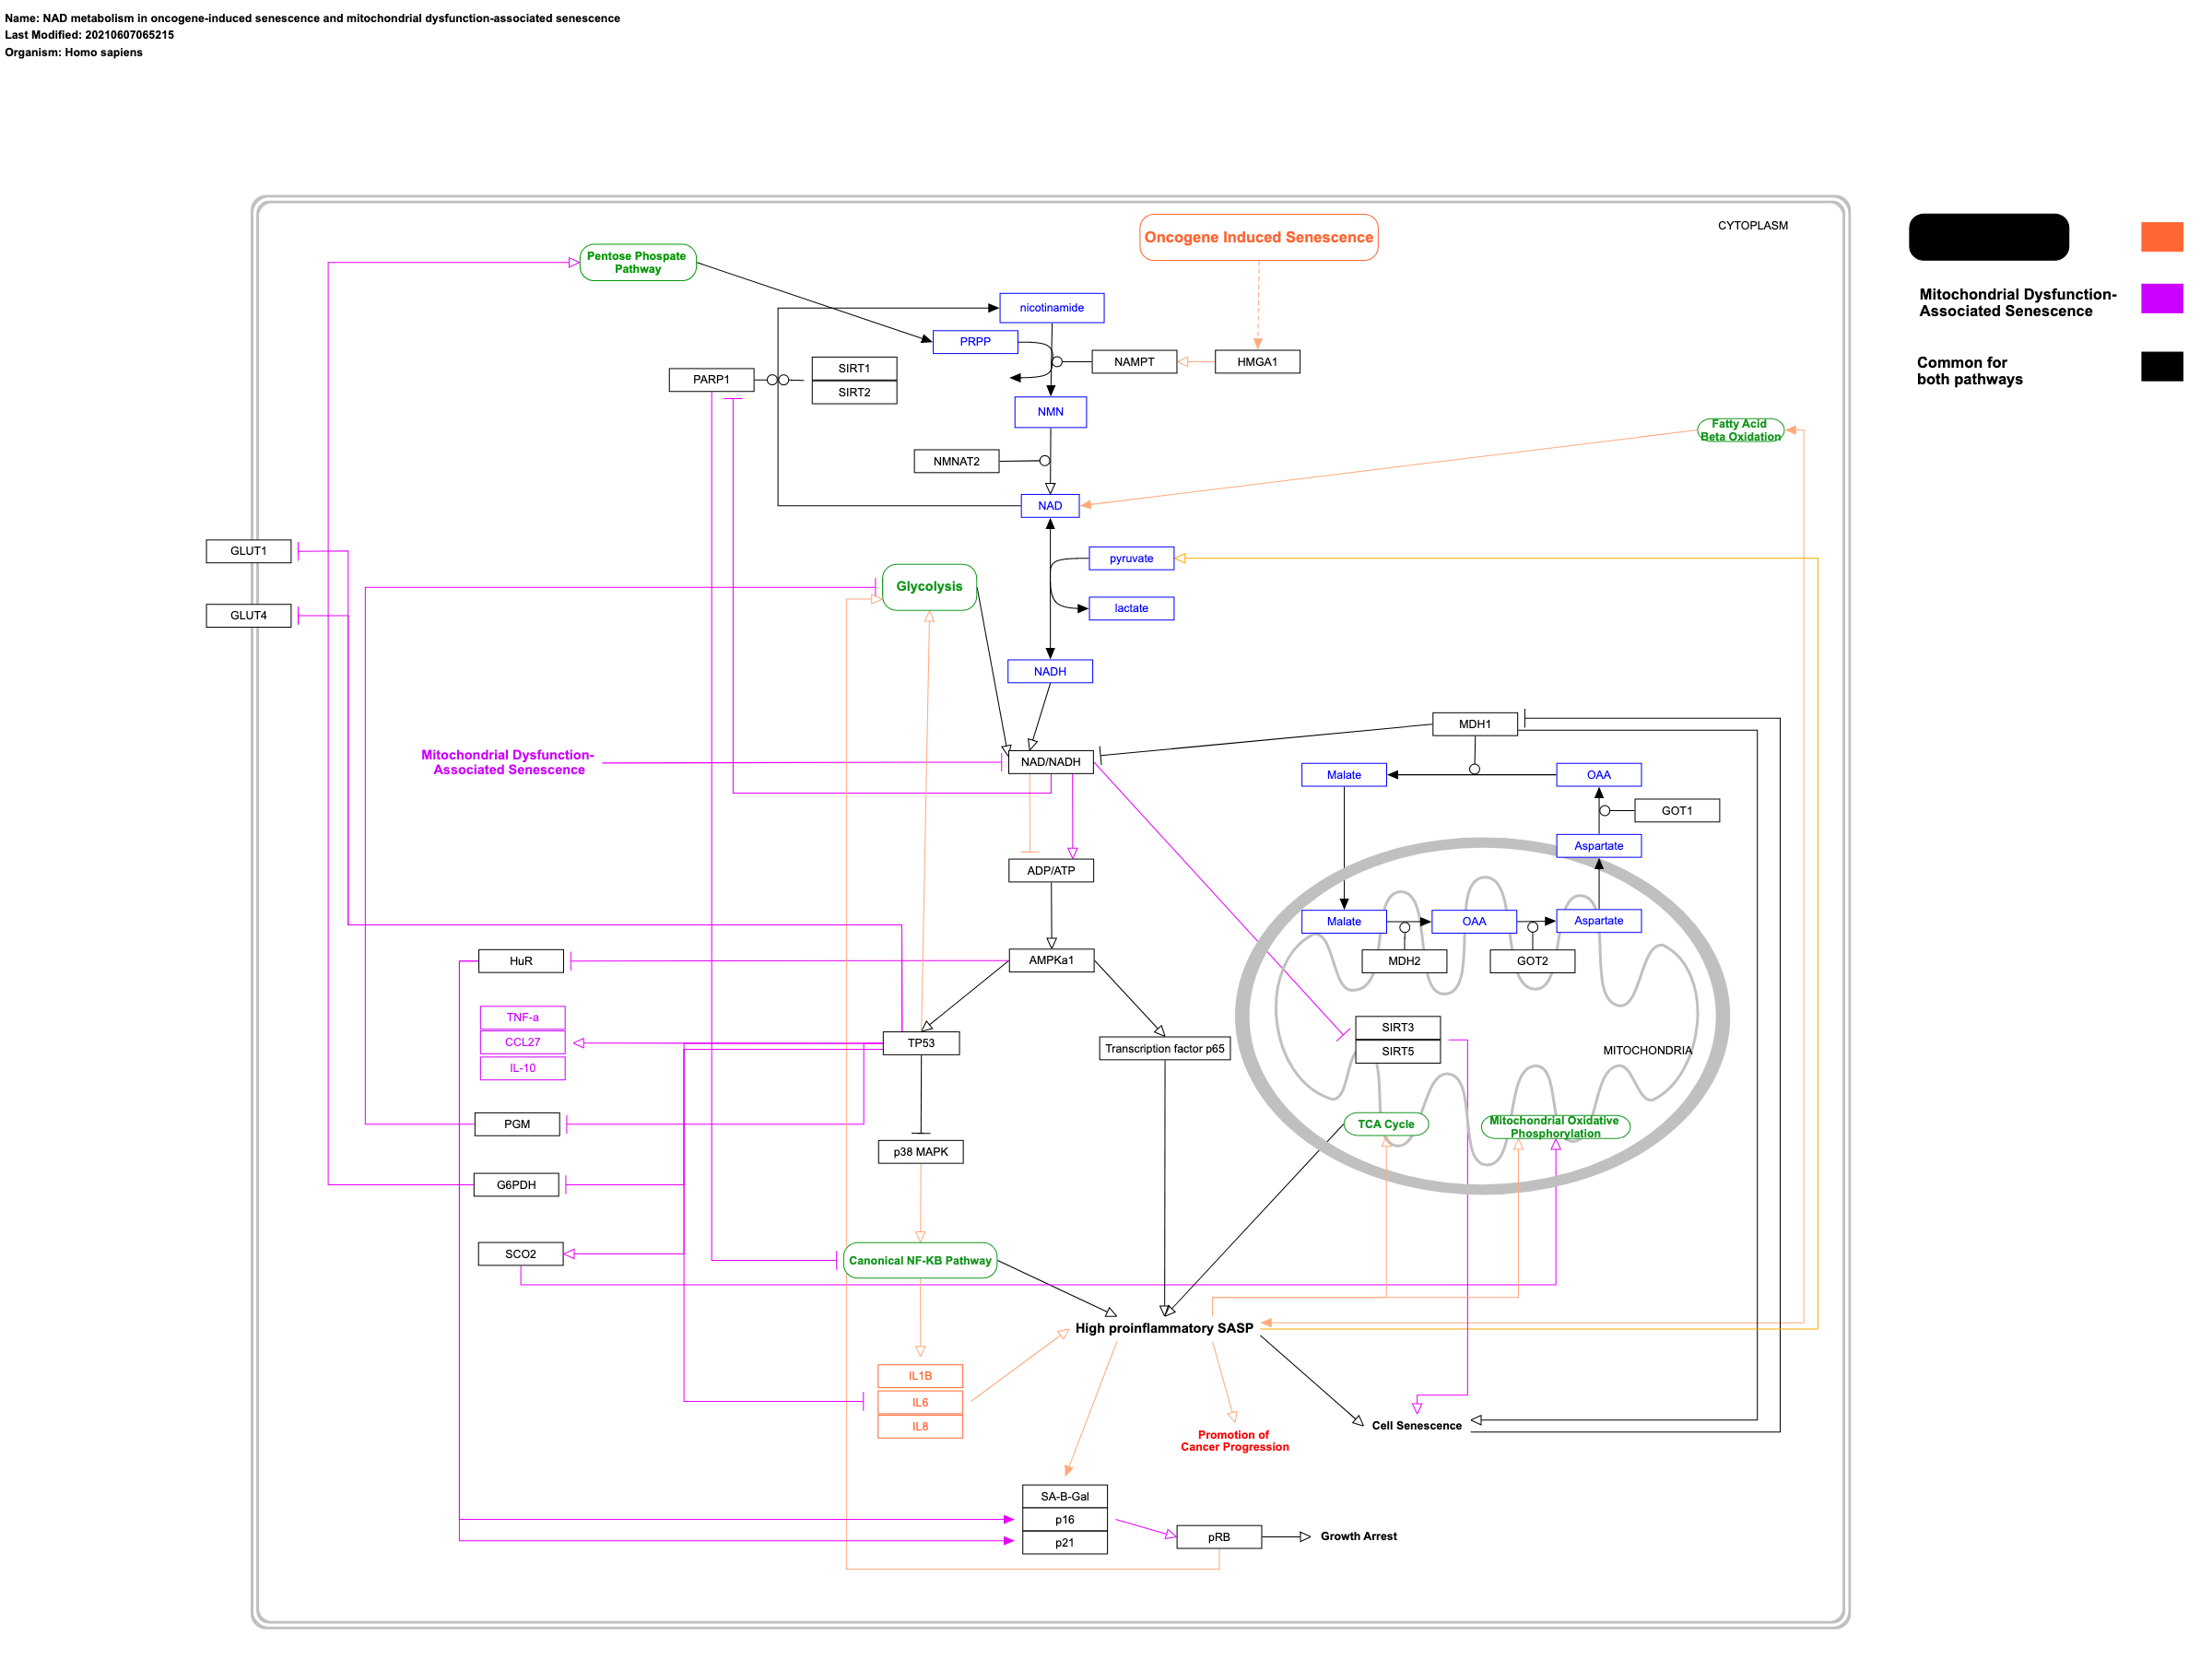 Name: NAD metabolism in oncogene-induced senescence and mitochondrial dysfunction-associated senescence
Last Modified: 20210607065215
Organism: Homo sapiens
CYTOPLASM
Oncogene Induced Senescence
Mitochondrial Dysfunction-
Associated Senescence
Common for
both pathways
Pentose Phospate
Pathway
nicotinamide
PRPP
NAMPT
HMGA1
PARP1
SIRT1
SIRT2
NMN
Fatty Acid
Beta Oxidation
NMNAT2
NAD
GLUT1
pyruvate
Glycolysis
lactate
GLUT4
NADH
MDH1
Mitochondrial Dysfunction-
Associated Senescence
NAD/NADH
Malate
OAA
GOT1
Aspartate
ADP/ATP
Malate
OAA
Aspartate
HuR
AMPKa1
MDH2
GOT2
TNF-a
CCL27
IL-10
TP53
Transcription factor p65
SIRT3
SIRT5
MITOCHONDRIA
PGM
TCA Cycle
Mitochondrial Oxidative
Phosphorylation
p38 MAPK
G6PDH
SCO2
Canonical NF-KB Pathway
High proinflammatory SASP
IL1B
IL6
IL8
Cell Senescence
Promotion of
Cancer Progression
SA-B-Gal
p16
p21
pRB
Growth Arrest